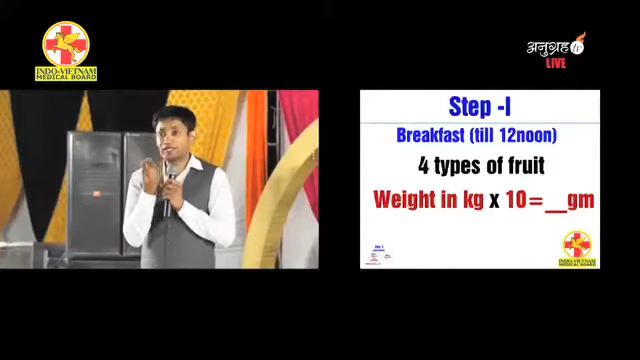 INDO-VIETNAM
MEDICAL BOARD
अनुग्रह tv
LIVE
Step -I
Breakfast (till 12noon)
4 types of fruit
Weight in kg x 10=__gm
INDO-VIETNAM
MEDICAL BOARD